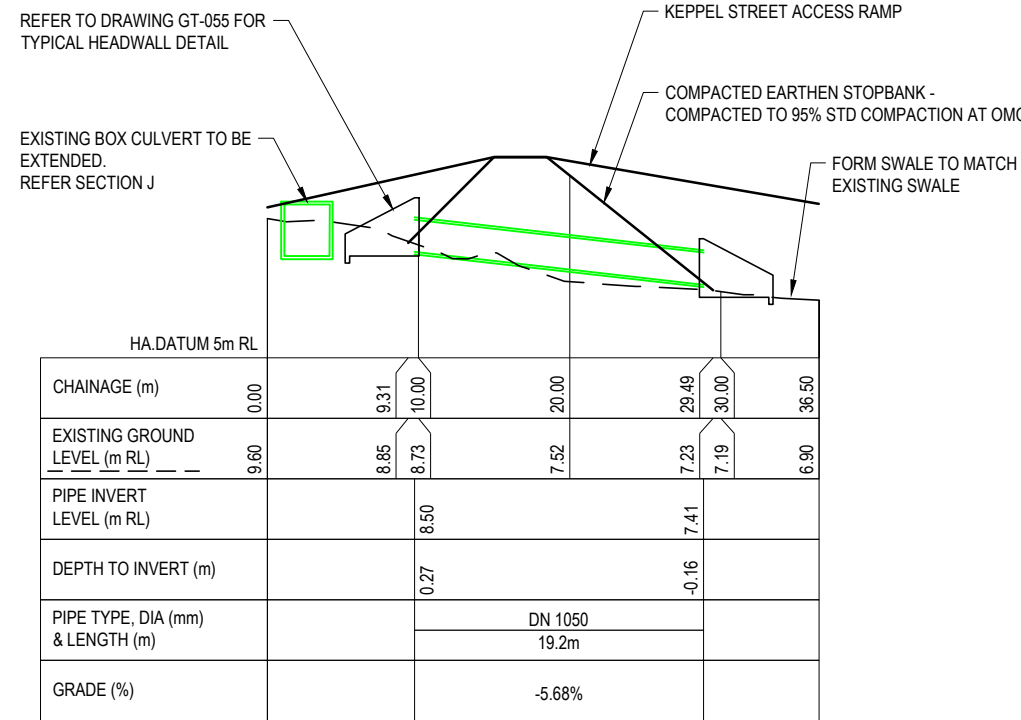 REFER TO DRAWING GT-055 FOR
TYPICAL HEADWALL DETAIL
KEPPEL STREET ACCESS RAMP
COMPACTED EARTHEN STOPBANK -
COMPACTED TO 95% STD COMPACTION AT OMC
EXISTING BOX CULVERT TO BE
EXTENDED.
REFER SECTION J
FORM SWALE TO MATCH
EXISTING SWALE
HA.DATUM 5m RL
CHAINAGE (m) 0.00 9.31 10.00 20.00 29.49 30.00 36.50
EXISTING GROUND
LEVEL (m RL) 9.60 8.85 8.73 7.52 7.23 7.19 6.90
PIPE INVERT
LEVEL (m RL) 8.50 7.41
DEPTH TO INVERT (m) 0.27 -0.16
PIPE TYPE, DIA (mm) DN 1050
& LENGTH (m) 19.2m
GRADE (%) -5.68%